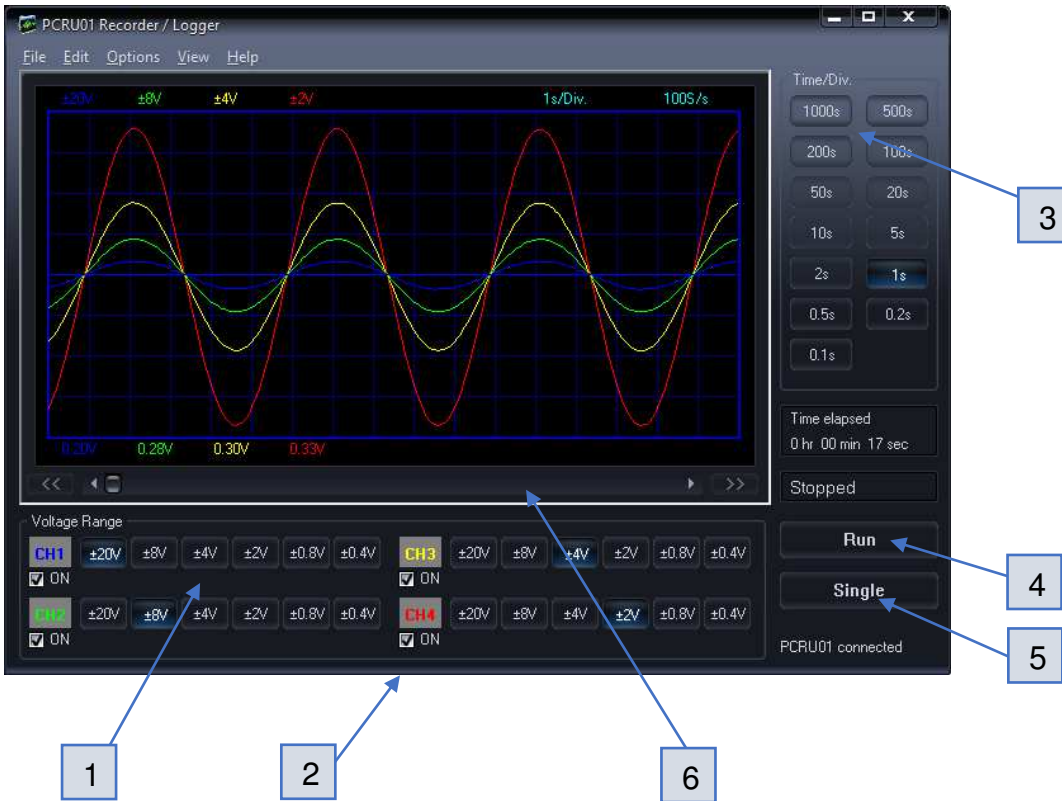 PCRU01 Recorder / Logger
File Edit Options View Help
±20V ±8V ±4V ±2V 1s/Div. 100S/s
0.20V 0.28V 0.30V 0.33V
<< >>
Time/Div.
1000s 500s
200s 100s
50s 20s
10s 5s
2s 1s
0.5s 0.2s
0.1s
Time elapsed
0 hr 00 min 17 sec
Stopped
Run
Single
PCRU01 connected
Voltage Range
CH1 ±20V ±8V ±4V ±2V ±0.8V ±0.4V
ON
CH2 ±20V ±8V ±4V ±2V ±0.8V ±0.4V
ON
CH3 ±20V ±8V ±4V ±2V ±0.8V ±0.4V
ON
CH4 ±20V ±8V ±4V ±2V ±0.8V ±0.4V
ON
3
4
5
1
2
6